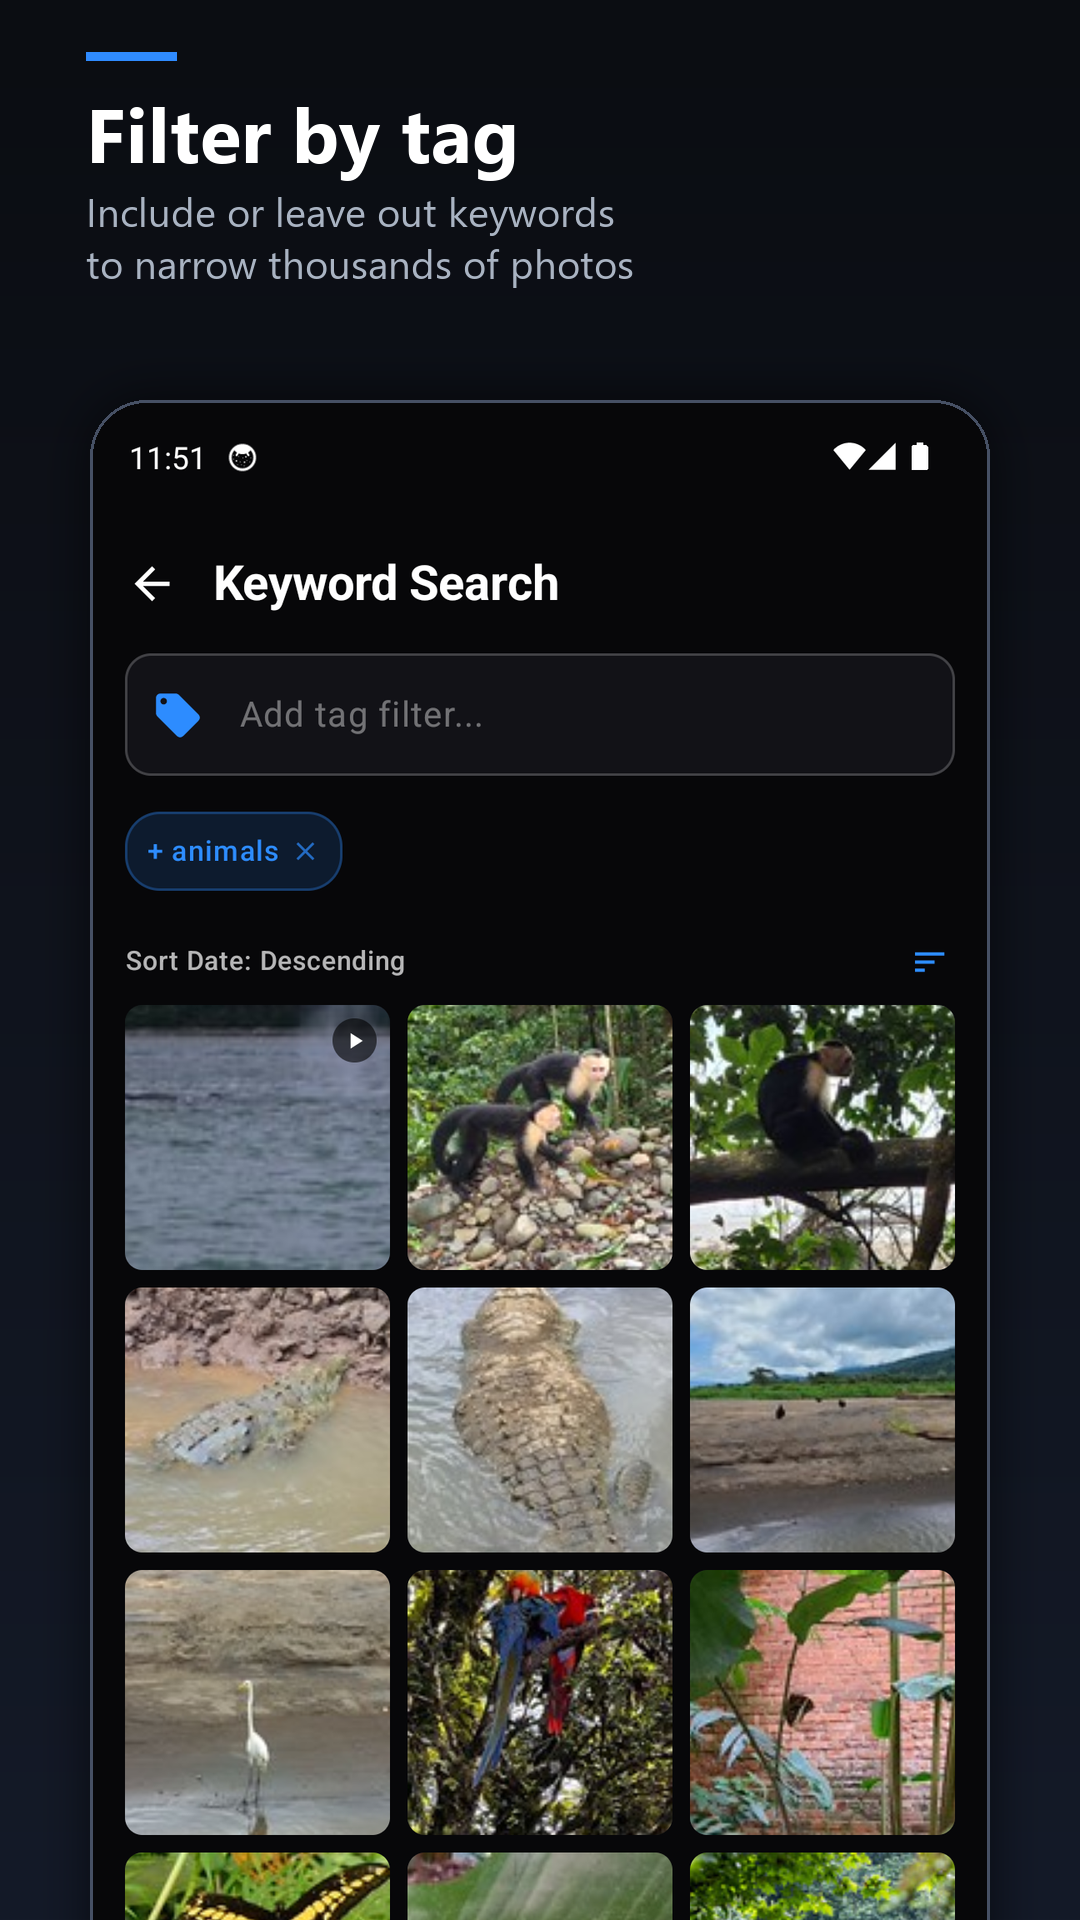 Filter by tag
Include or leave out keywords
to narrow thousands of photos
11:51
Keyword Search
Add tag filter...
+ animals
Sort Date: Descending